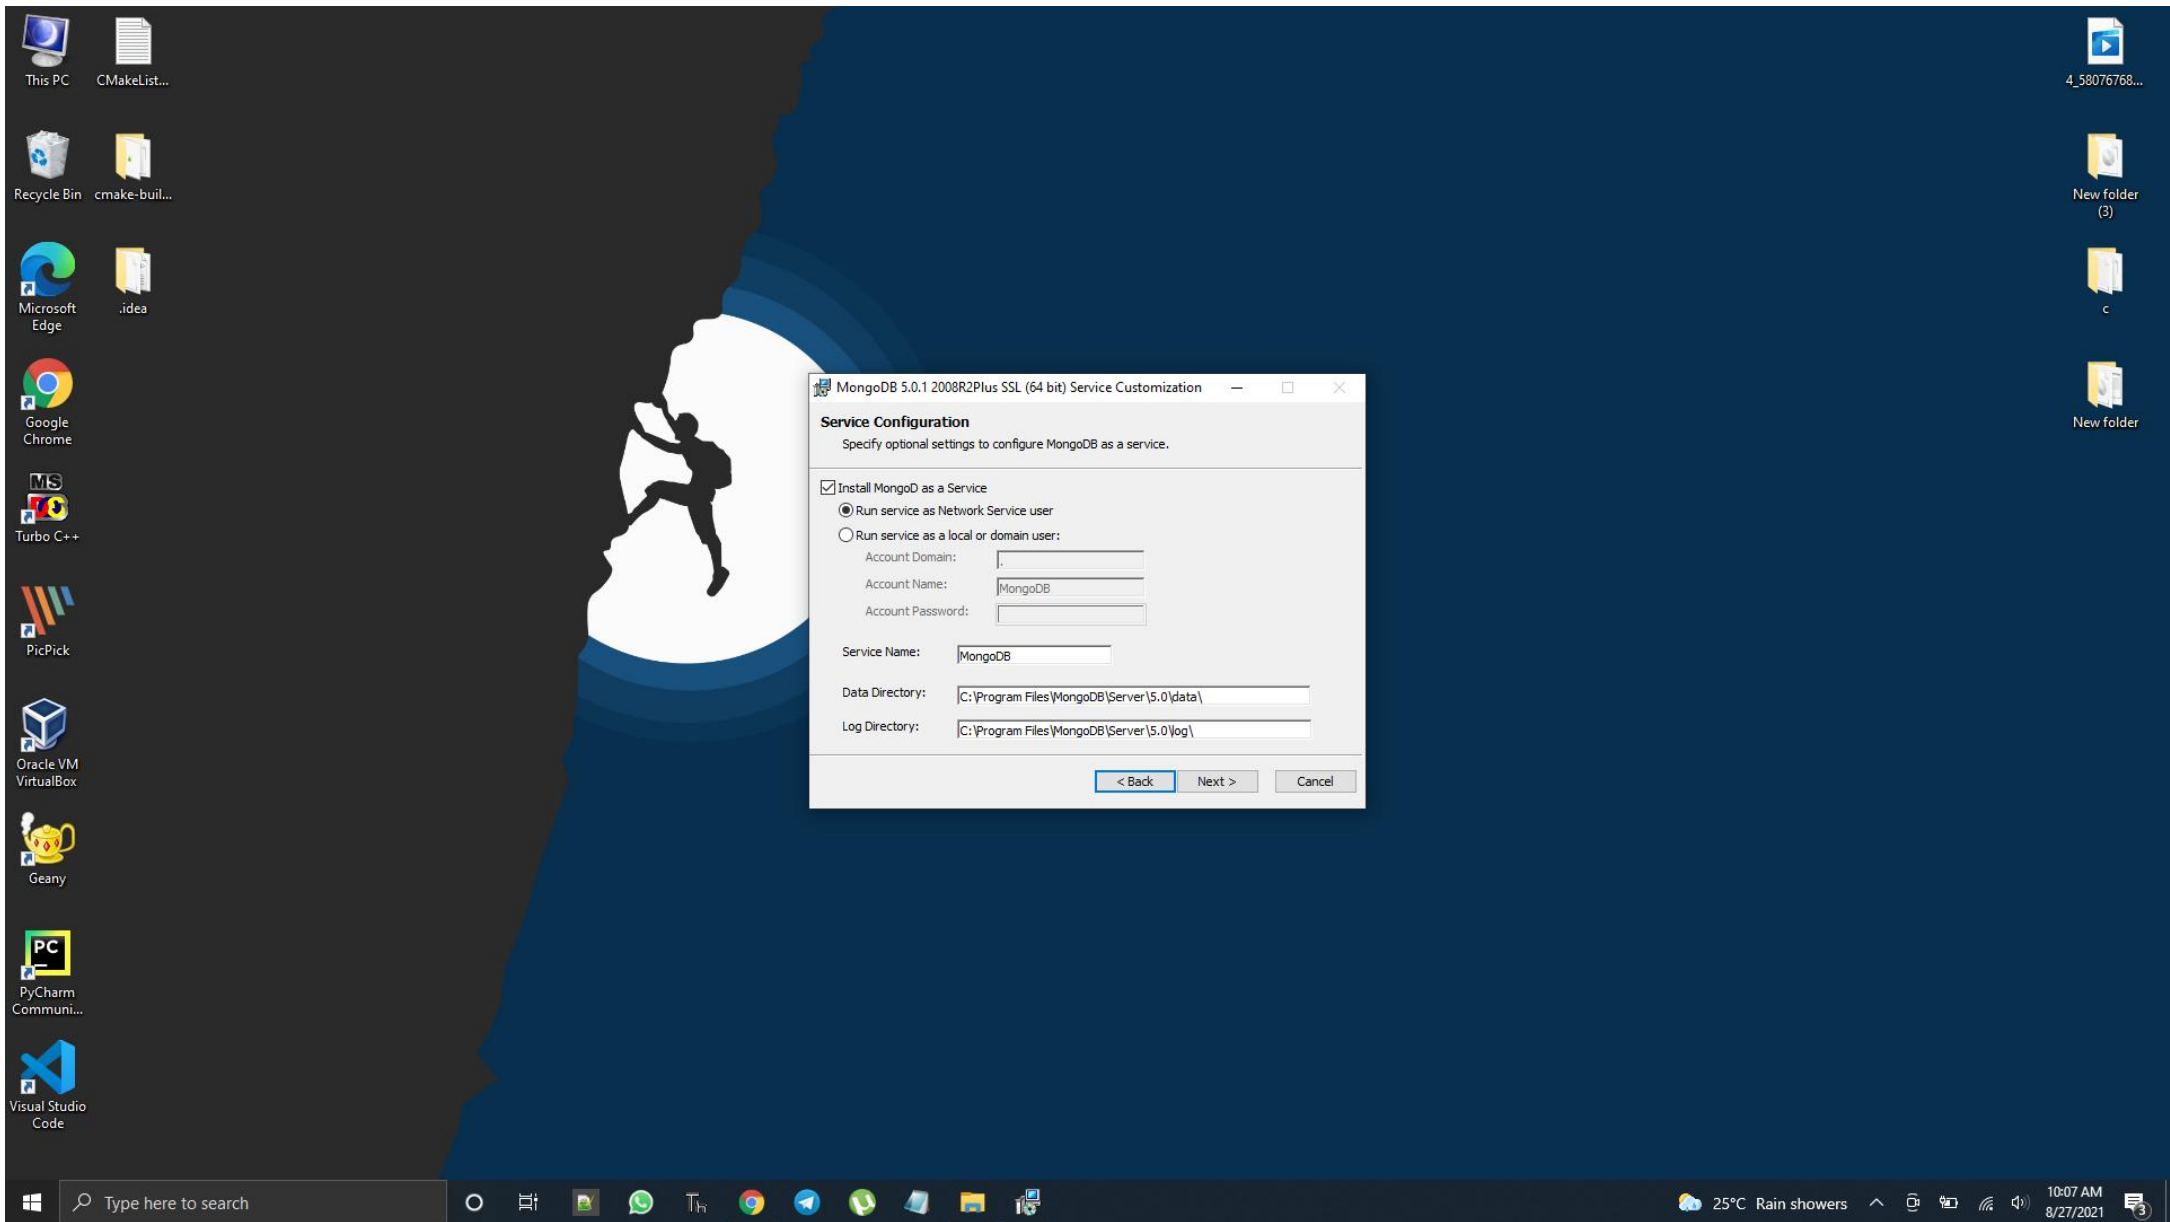 This PC
CMakeList...
Recycle Bin
cmake-buil...
Microsoft
Edge
.idea
Google
Chrome
MS
Turbo C++
PicPick
Oracle VM
VirtualBox
Geany
PC
PyCharm
Communi...
Visual Studio
Code
4_58076768...
New folder
(3)
c
New folder
MongoDB 5.0.1 2008R2Plus SSL (64 bit) Service Customization
Service Configuration
Specify optional settings to configure MongoDB as a service.
Install MongoD as a Service
Run service as Network Service user
Run service as a local or domain user:
Account Domain: .
Account Name: MongoDB
Account Password:
Service Name: MongoDB
Data Directory: C:\Program Files\MongoDB\Server\5.0\data\
Log Directory: C:\Program Files\MongoDB\Server\5.0\log\
< Back Next > Cancel
Type here to search
Th
25°C Rain showers
10:07 AM
8/27/2021
3